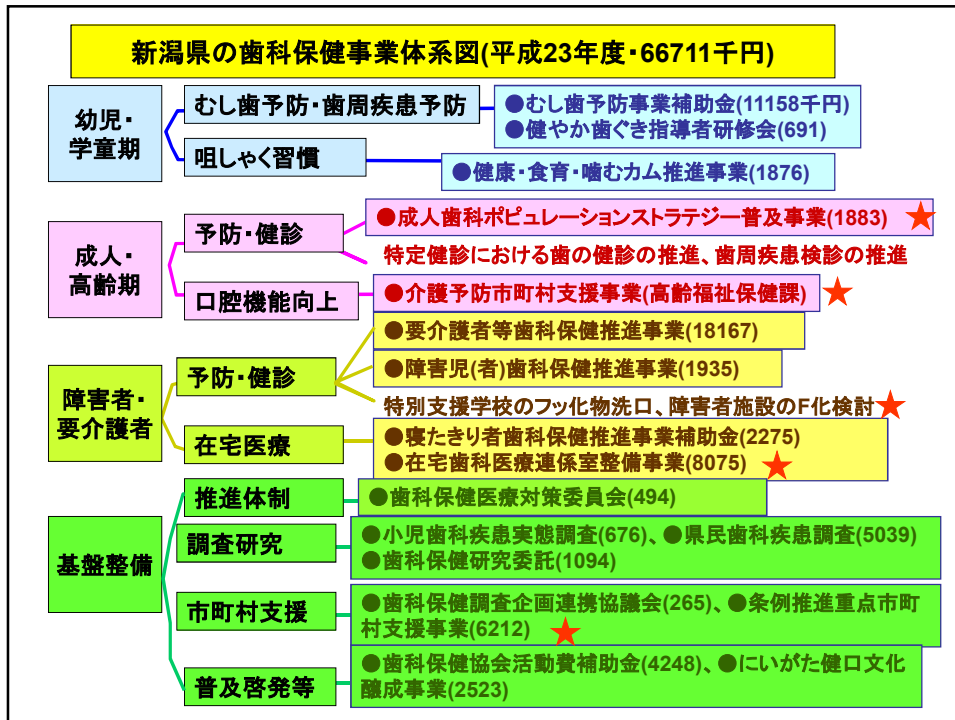 新潟県の歯科保健事業体系図(平成23年度・66711千円)
幼児・
学童期
むし歯予防・歯周疾患予防
●むし歯予防事業補助金(11158千円)
●健やか歯ぐき指導者研修会(691)
咀しゃく習慣
●健康・食育・噛むカム推進事業(1876)
成人・
高齢期
予防・健診
●成人歯科ポピュレーションストラテジー普及事業(1883) ★
特定健診における歯の健診の推進、歯周疾患検診の推進
口腔機能向上
●介護予防市町村支援事業(高齢福祉保健課) ★
障害者・
要介護者
予防・健診
●要介護者等歯科保健推進事業(18167)
●障害児(者)歯科保健推進事業(1935)
特別支援学校のフッ化物洗口、障害者施設のF化検討★
在宅医療
●寝たきり者歯科保健推進事業補助金(2275)
●在宅歯科医療連係室整備事業(8075) ★
基盤整備
推進体制
●歯科保健医療対策委員会(494)
調査研究
●小児歯科疾患実態調査(676)、●県民歯科疾患調査(5039)
●歯科保健研究委託(1094)
市町村支援
●歯科保健調査企画連携協議会(265)、●条例推進重点市町
村支援事業(6212) ★
普及啓発等
●歯科保健協会活動費補助金(4248)、●にいがた健口文化
醸成事業(2523)